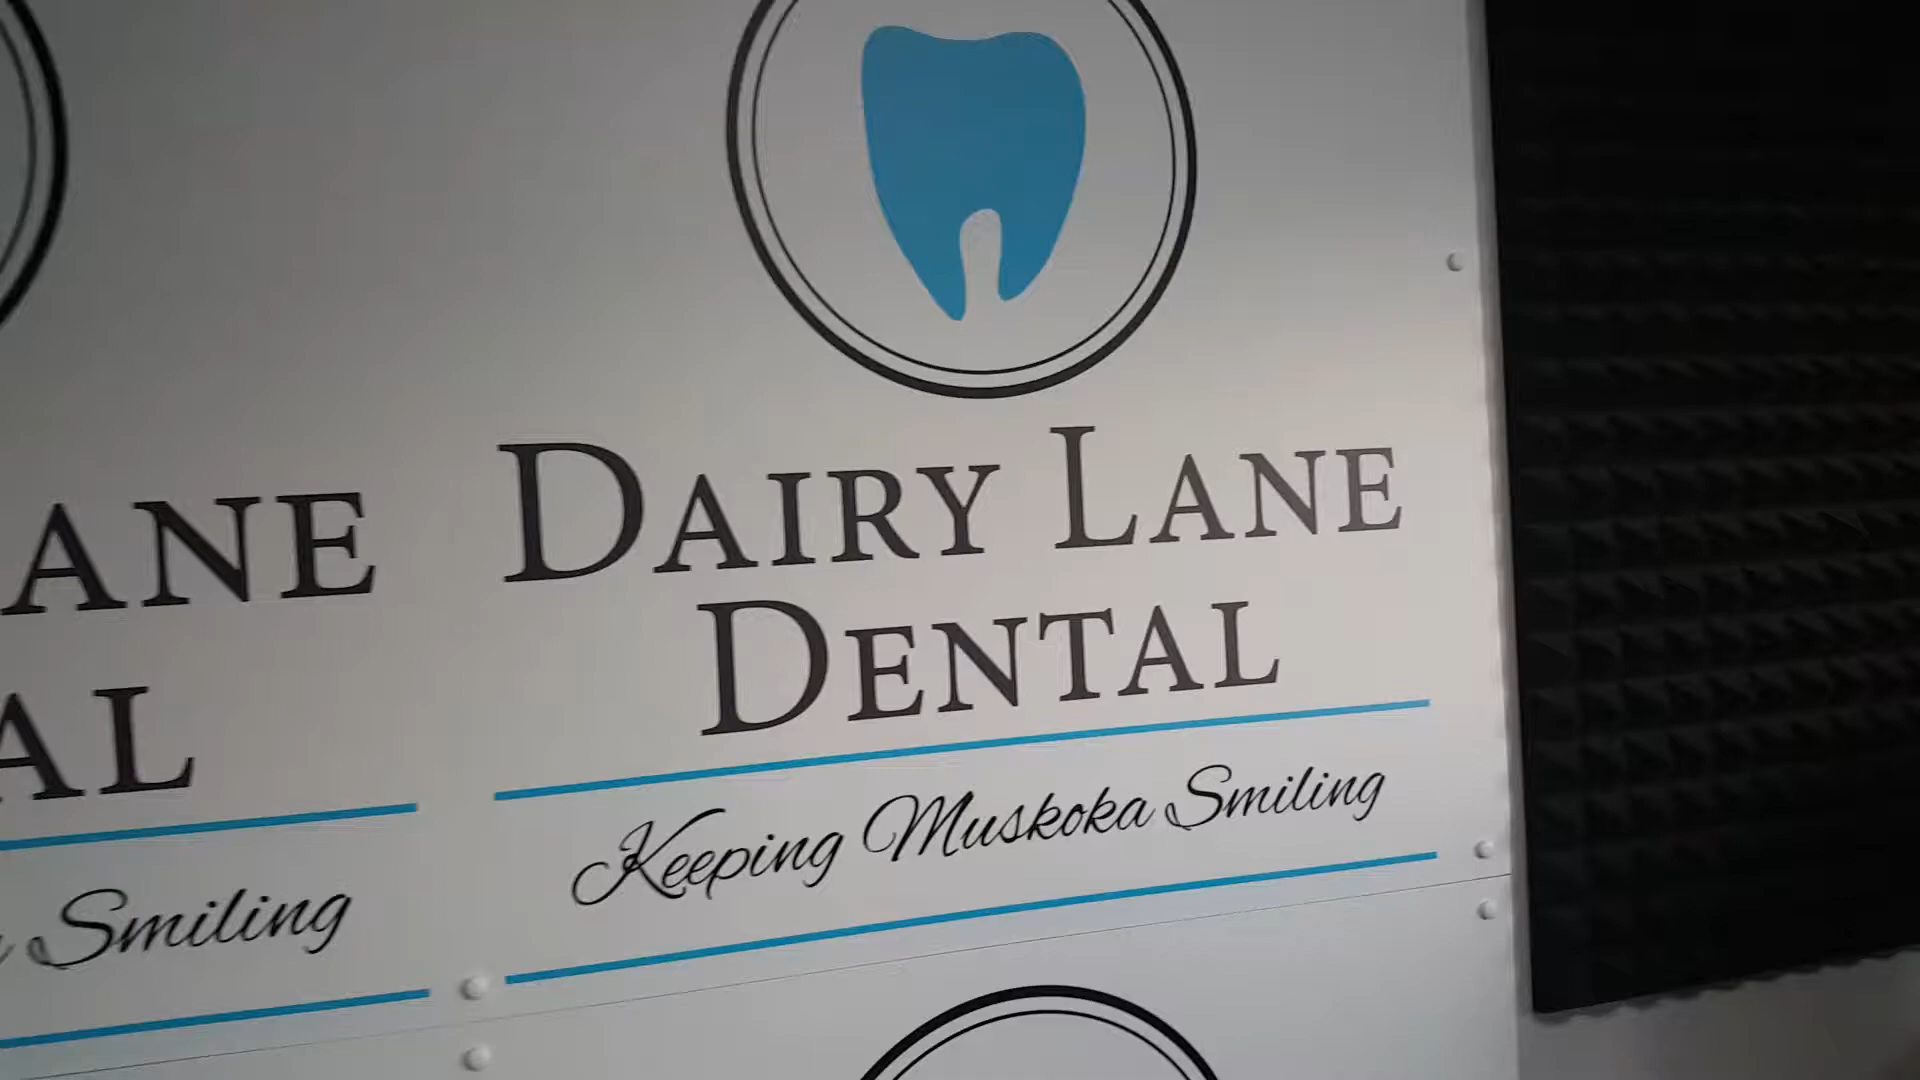 DAIRY LANE
DENTAL
Keeping Muskoka Smiling
ANE
AL
Smiling